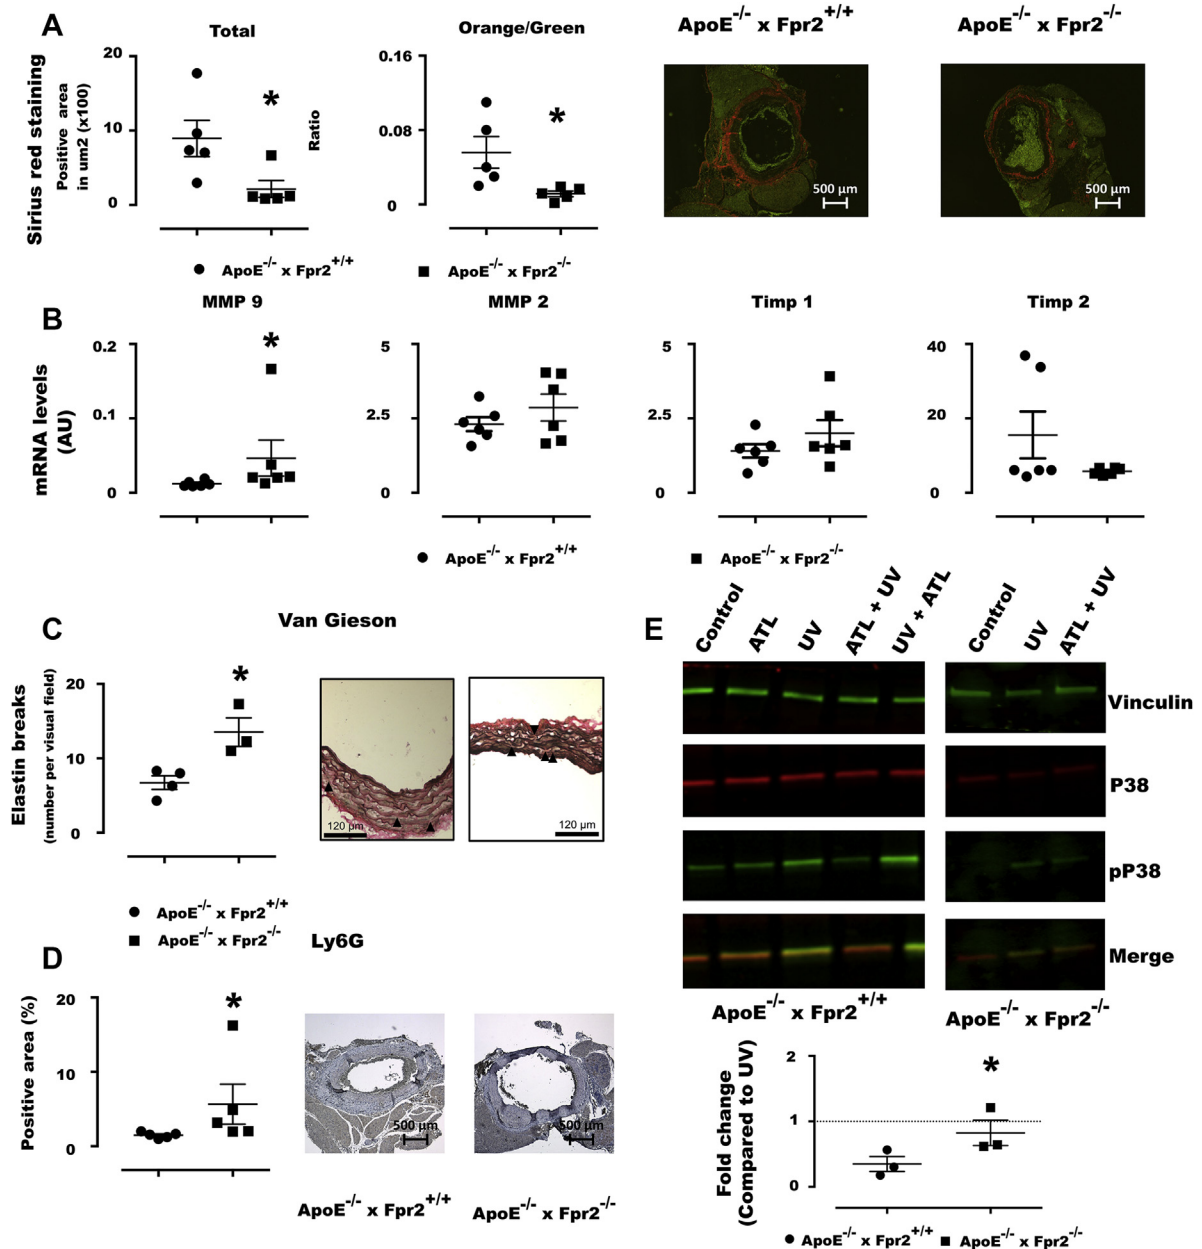 A
Total
Orange/Green
ApoE-/- x Fpr2+/+
ApoE-/- x Fpr2-/-
Sirius red staining
Positive area
in um2 (x100)
20
10
0
*
Ratio
0.16
0.08
0
*
500 µm
500 µm
ApoE-/- x Fpr2+/+
ApoE-/- x Fpr2-/-
B
MMP 9
MMP 2
Timp 1
Timp 2
mRNA levels
(AU)
0.2
0.1
0
*
5
2.5
0
5
2.5
0
40
20
0
ApoE-/- x Fpr2+/+
ApoE-/- x Fpr2-/-
C
Van Gieson
Elastin breaks
(number per visual field)
20
10
0
*
120 µm
120 µm
ApoE-/- x Fpr2+/+
ApoE-/- x Fpr2-/-
D
Ly6G
Positive area (%)
20
10
0
*
500 µm
500 µm
ApoE-/- x Fpr2+/+
ApoE-/- x Fpr2-/-
E
Control
ATL
UV
ATL + UV
UV + ATL
Control
UV
ATL + UV
Vinculin
P38
pP38
Merge
ApoE-/- x Fpr2+/+
ApoE-/- x Fpr2-/-
Fold change
(Compared to UV)
2
1
0
*
ApoE-/- x Fpr2+/+
ApoE-/- x Fpr2-/-